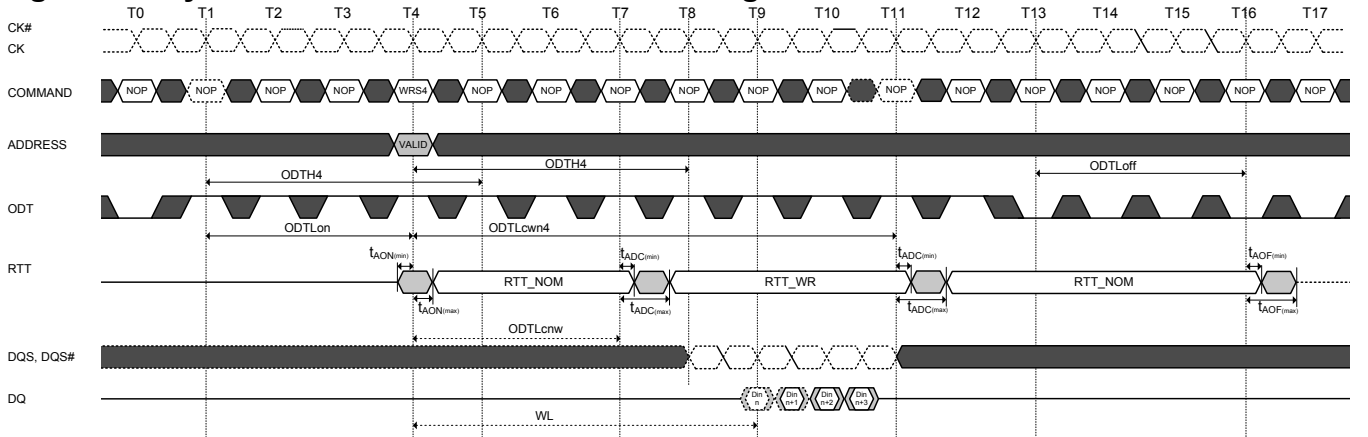 T0 T1 T2 T3 T4 T5 T6 T7 T8 T9 T10 T11 T12 T13 T14 T15 T16 T17
CK#
CK
COMMAND NOP NOP NOP NOP WRS4 NOP NOP NOP NOP NOP NOP NOP NOP NOP NOP NOP NOP NOP
ADDRESS VALID
ODTH4 ODTLoff
ODTH4
ODT
ODTLon ODTLcwn4
tAON(min) tADC(min) tADC(min) tAOF(min)
RTT RTT_NOM RTT_WR RTT_NOM
tAON(max) tADC(max) tADC(max) tAOF(max)
ODTLcnw
DQS, DQS#
DQ Din n Din n+1 Din n+2 Din n+3
WL